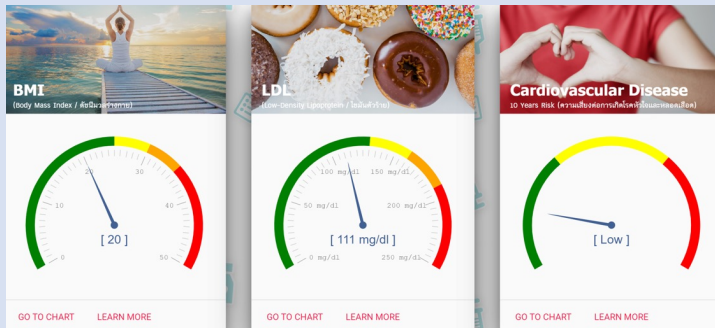 BMI
(Body Mass Index / ดัชนีมวลร่างกาย)
0
10
20
30
40
50
[ 20 ]
GO TO CHART LEARN MORE
LDL
(Low-Density Lipoprotein / ไขมันตัวร้าย)
0 mg/dl
50 mg/dl
100 mg/dl
150 mg/dl
200 mg/dl
250 mg/dl
[ 111 mg/dl ]
GO TO CHART LEARN MORE
Cardiovascular Disease
10 Years Risk (ความเสี่ยงต่อการเกิดโรคหัวใจและหลอดเลือด)
[ Low ]
GO TO CHART LEARN MORE